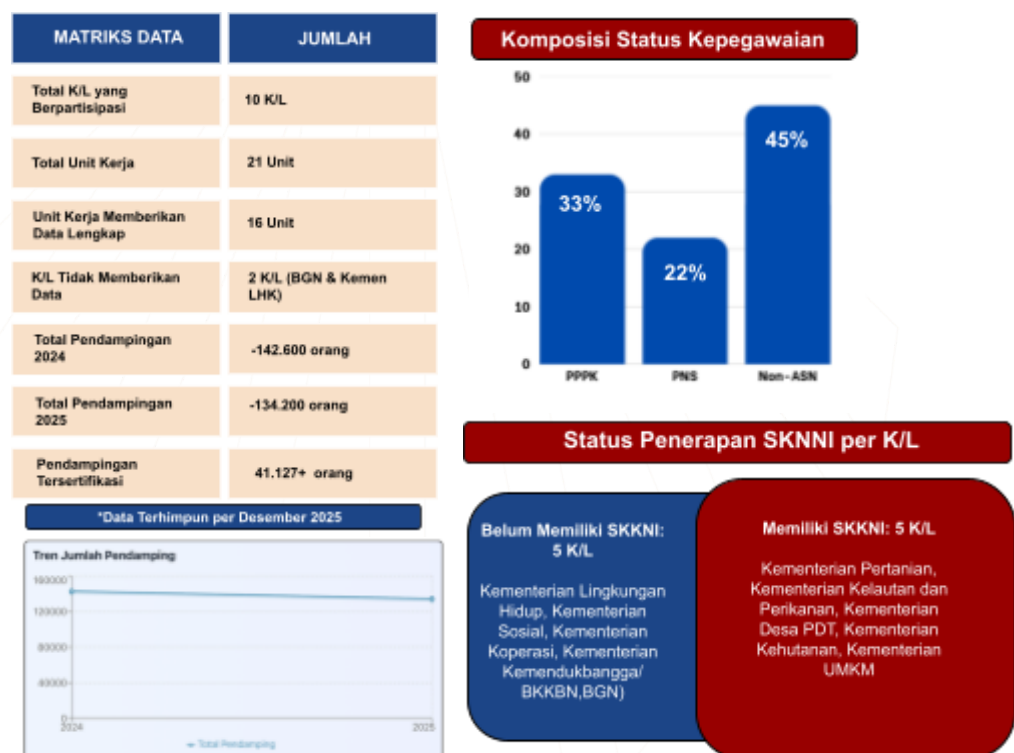 MATRIKS DATA
JUMLAH
Total K/L yang
Berpartisipasi
10 K/L
Total Unit Kerja
21 Unit
Unit Kerja Memberikan
Data Lengkap
16 Unit
K/L Tidak Memberikan
Data
2 K/L (BGN & Kemen
LHK)
Total Pendampingan
2024
-142.600 orang
Total Pendampingan
2025
-134.200 orang
Pendampingan
Tersertifikasi
41.127+ orang
*Data Terhimpun per Desember 2025
Tren Jumlah Pendamping
160000
120000
80000
40000
0
2024
2025
Total Pendamping
Komposisi Status Kepegawaian
50
40
30
20
10
0
33%
22%
45%
PPPK
PNS
Non-ASN
Status Penerapan SKNNI per K/L
Belum Memiliki SKKNI:
5 K/L
Kementerian Lingkungan
Hidup, Kementerian
Sosial, Kementerian
Koperasi, Kementerian
Kemendukbangga/
BKKBN,BGN)
Memiliki SKKNI: 5 K/L
Kementerian Pertanian,
Kementerian Kelautan dan
Perikanan, Kementerian
Desa PDT, Kementerian
Kehutanan, Kementerian
UMKM